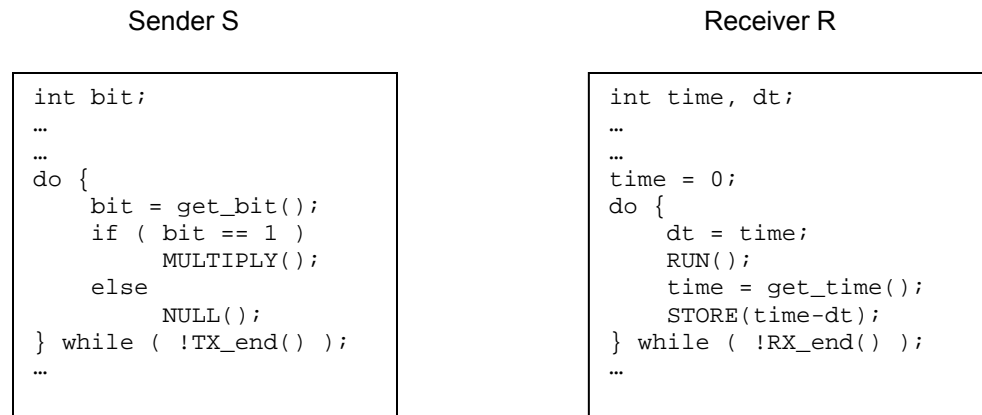 Sender S
int bit;
…
…
do {
bit = get_bit();
if ( bit == 1 )
MULTIPLY();
else
NULL();
} while ( !TX_end() );
…
Receiver R
int time, dt;
…
…
time = 0;
do {
dt = time;
RUN();
time = get_time();
STORE(time-dt);
} while ( !RX_end() );
…